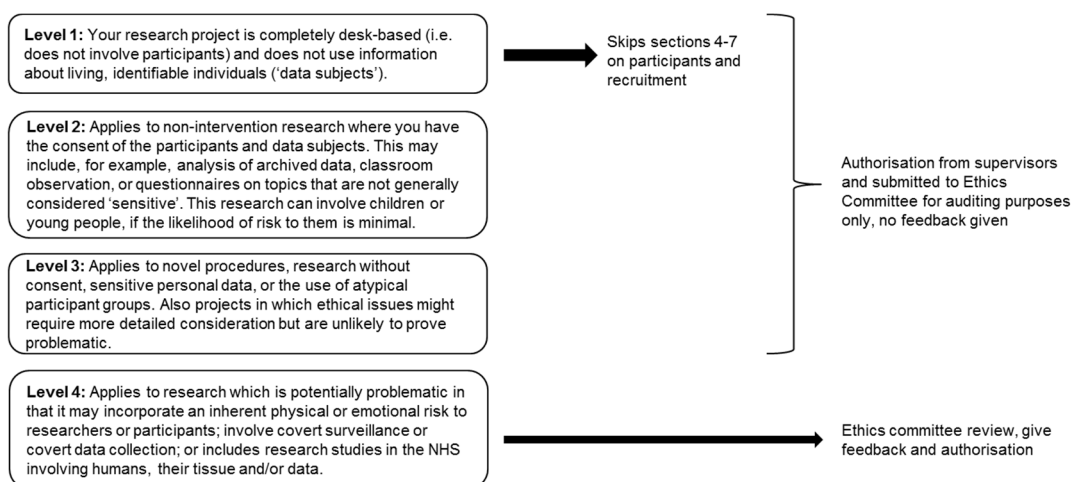 Level 1: Your research project is completely desk-based (i.e.
does not involve participants) and does not use information
about living, identifiable individuals (‘data subjects’).
Skips sections 4-7
on participants and
recruitment
Level 2: Applies to non-intervention research where you have
the consent of the participants and data subjects. This may
include, for example, analysis of archived data, classroom
observation, or questionnaires on topics that are not generally
considered ‘sensitive’. This research can involve children or
young people, if the likelihood of risk to them is minimal.
Level 3: Applies to novel procedures, research without
consent, sensitive personal data, or the use of atypical
participant groups. Also projects in which ethical issues might
require more detailed consideration but are unlikely to prove
problematic.
Authorisation from supervisors
and submitted to Ethics
Committee for auditing purposes
only, no feedback given
Level 4: Applies to research which is potentially problematic in
that it may incorporate an inherent physical or emotional risk to
researchers or participants; involve covert surveillance or
covert data collection; or includes research studies in the NHS
involving humans, their tissue and/or data.
Ethics committee review, give
feedback and authorisation